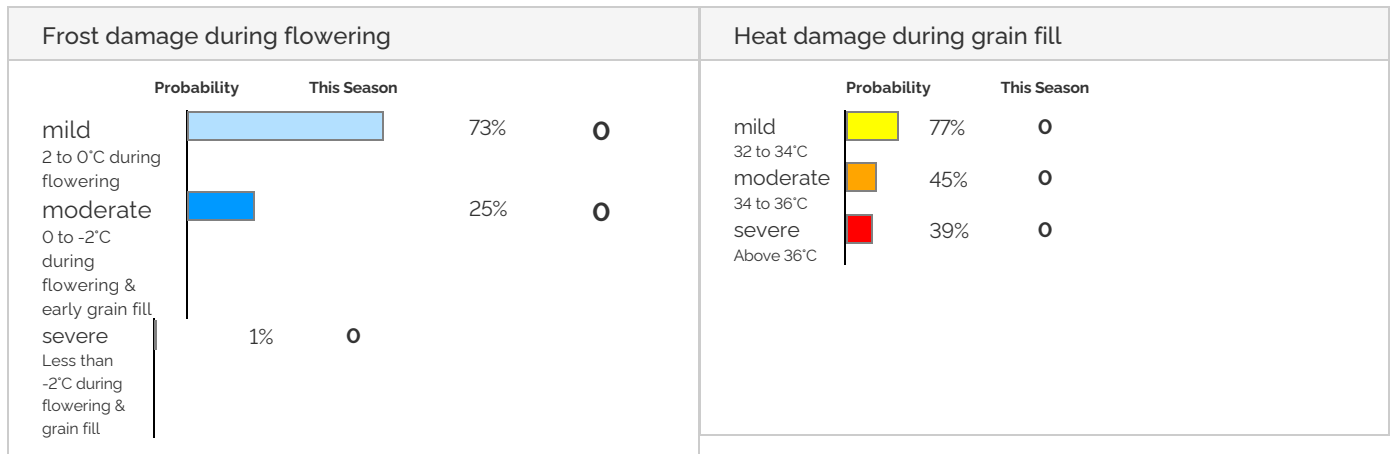 Frost damage during flowering
Probability This Season
mild 73% 0
2 to 0°C during
flowering
moderate 25% 0
0 to -2°C
during
flowering &
early grain fill
severe 1% 0
Less than
-2°C during
flowering &
grain fill
Heat damage during grain fill
Probability This Season
mild 77% 0
32 to 34°C
moderate 45% 0
34 to 36°C
severe 39% 0
Above 36°C